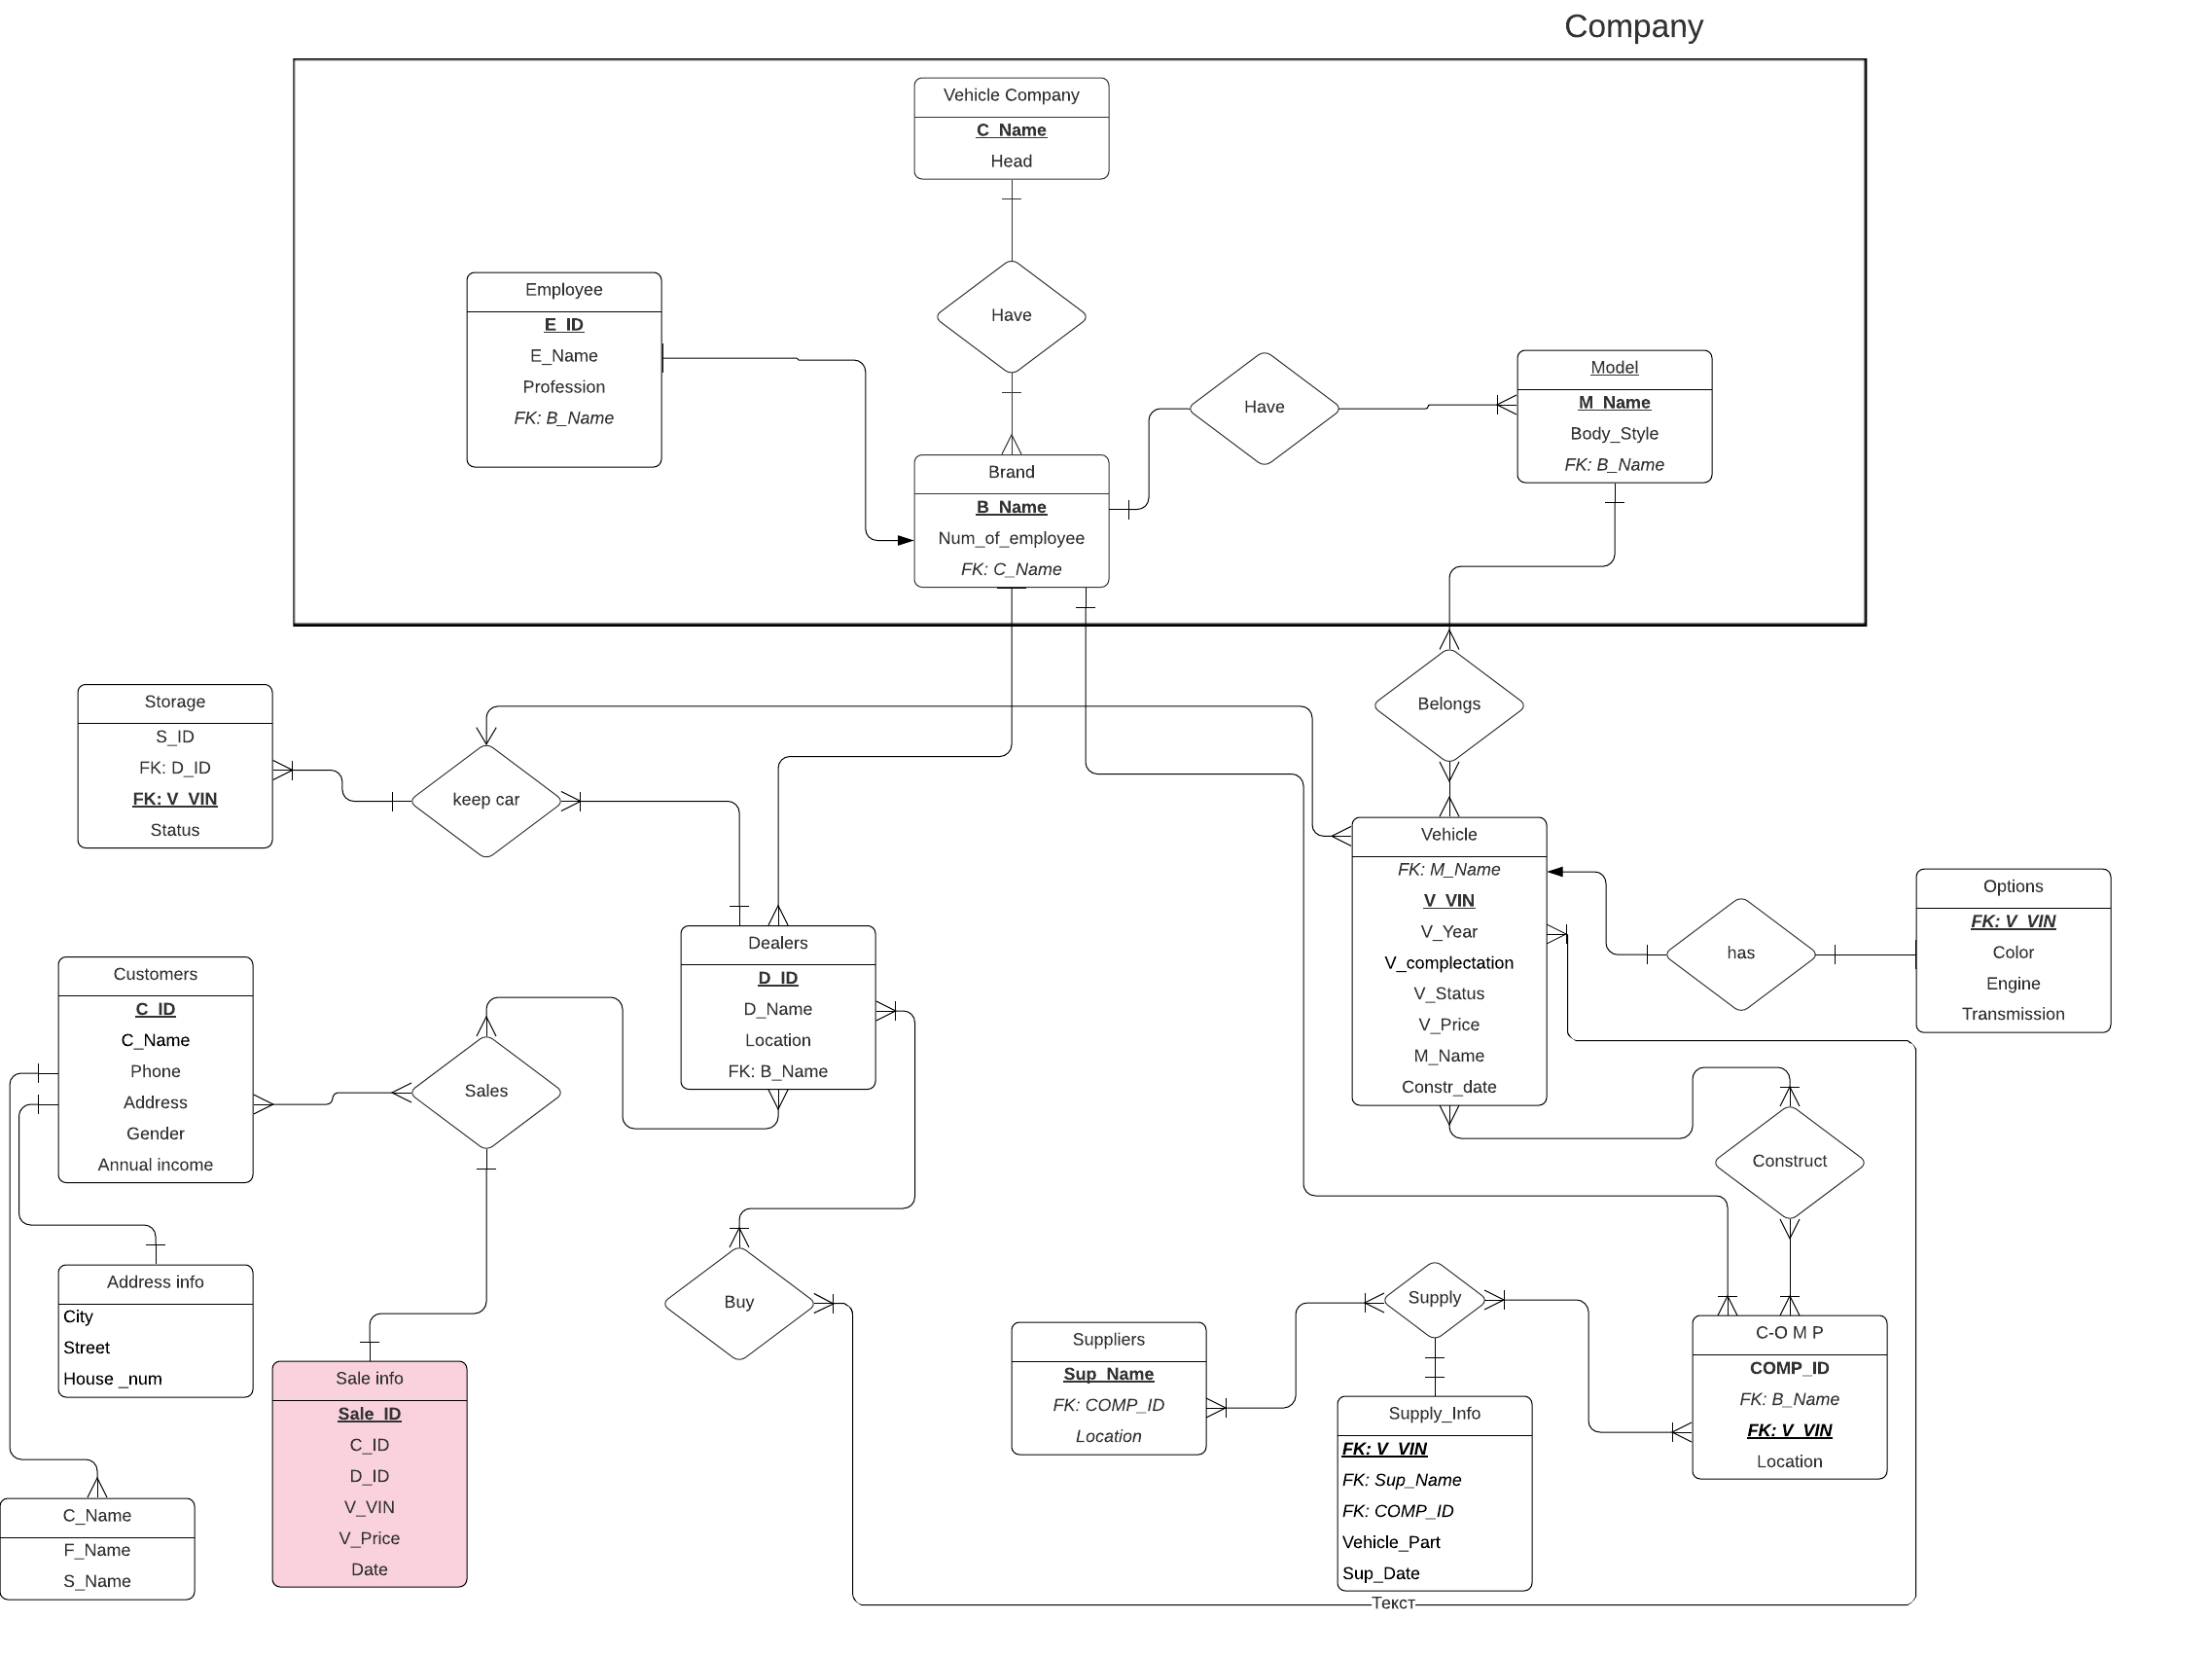 Company
Vehicle Company
C_Name
Head
Have
Employee
E_ID
E_Name
Profession
FK: B_Name
Have
Model
M_Name
Body_Style
FK: B_Name
Brand
B_Name
Num_of_employee
FK: C_Name
Belongs
Storage
S_ID
FK: D_ID
FK: V_VIN
Status
keep car
Vehicle
FK: M_Name
V_VIN
V_Year
V_complectation
V_Status
V_Price
M_Name
Constr_date
has
Options
FK: V_VIN
Color
Engine
Transmission
Dealers
D_ID
D_Name
Location
FK: B_Name
Customers
C_ID
C_Name
Phone
Address
Gender
Annual income
Sales
Construct
Address info
City
Street
House _num
Buy
Supply
Suppliers
Sup_Name
FK: COMP_ID
Location
C-O M P
COMP_ID
FK: B_Name
FK: V_VIN
Location
Sale info
Sale_ID
C_ID
D_ID
V_VIN
V_Price
Date
Supply_Info
FK: V_VIN
FK: Sup_Name
FK: COMP_ID
Vehicle_Part
Sup_Date
C_Name
F_Name
S_Name
Текст